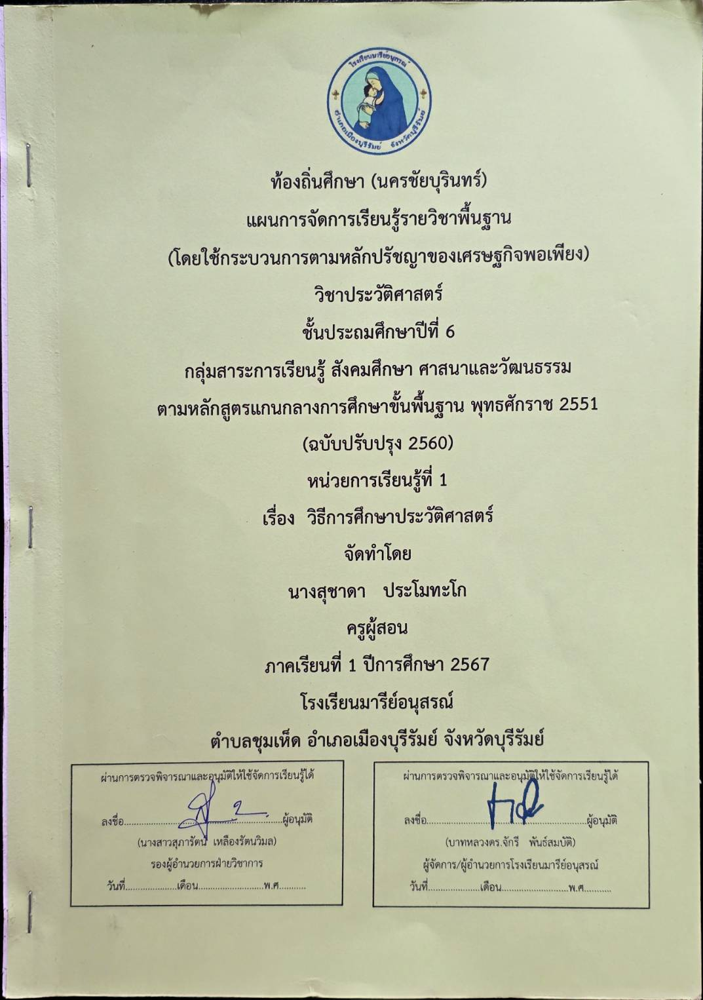 โรงเรียนมารีย์อนุสรณ์
อำเภอเมืองบุรีรัมย์ จังหวัดบุรีรัมย์
ท้องถิ่นศึกษา (นครชัยบุรินทร์)
แผนการจัดการเรียนรู้รายวิชาพื้นฐาน
(โดยใช้กระบวนการตามหลักปรัชญาของเศรษฐกิจพอเพียง)
วิชาประวัติศาสตร์
ชั้นประถมศึกษาปีที่ 6
กลุ่มสาระการเรียนรู้ สังคมศึกษา ศาสนาและวัฒนธรรม
ตามหลักสูตรแกนกลางการศึกษาขั้นพื้นฐาน พุทธศักราช 2551
(ฉบับปรับปรุง 2560)
หน่วยการเรียนรู้ที่ 1
เรื่อง วิธีการศึกษาประวัติศาสตร์
จัดทำโดย
นางสุชาดา ประโมทะโก
ครูผู้สอน
ภาคเรียนที่ 1 ปีการศึกษา 2567
โรงเรียนมารีย์อนุสรณ์
ตำบลชุมเห็ด อำเภอเมืองบุรีรัมย์ จังหวัดบุรีรัมย์
ผ่านการตรวจพิจารณาและอนุมัติให้ใช้จัดการเรียนรู้ได้
ลงชื่อ..............................................................ผู้อนุมัติ
(นางสาวสุภารัตน์ เหลืองรัตนวิมล)
รองผู้อำนวยการฝ่ายวิชาการ
วันที่....................เดือน..........................พ.ศ...........
ผ่านการตรวจพิจารณาและอนุมัติให้ใช้จัดการเรียนรู้ได้
ลงชื่อ..............................................................ผู้อนุมัติ
(บาทหลวงดร.จักรี พันธ์สมบัติ)
ผู้จัดการ/ผู้อำนวยการโรงเรียนมารีย์อนุสรณ์
วันที่....................เดือน..........................พ.ศ...........